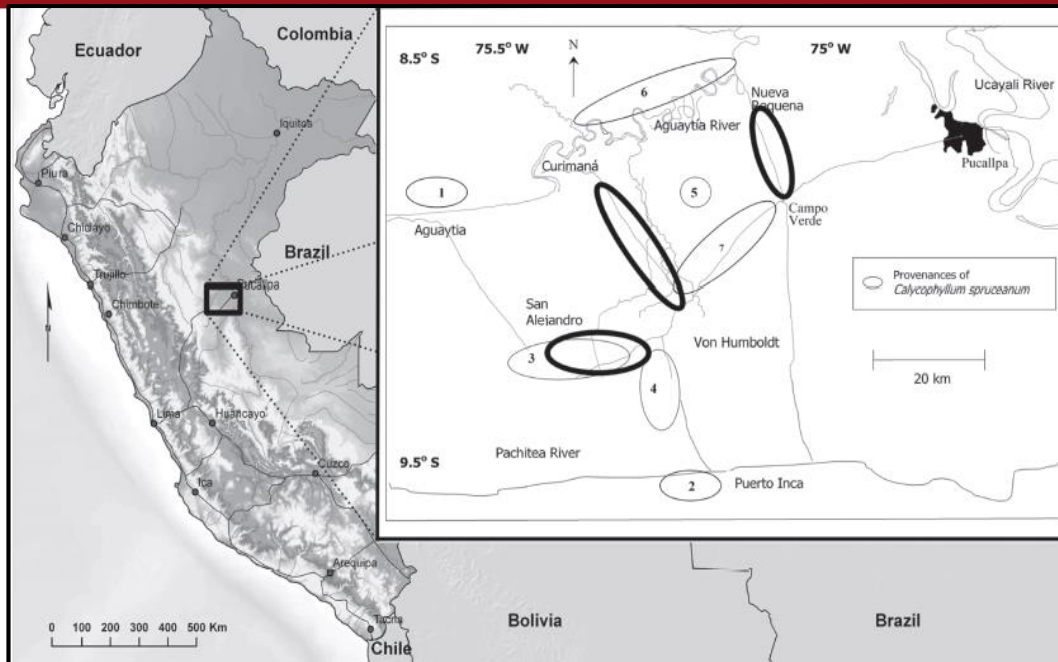 Ecuador
Colombia
Iquitos
Piura
Chiclayo
Trujillo
Chimbote
Pucallpa
Brazil
N
Lima
Huancayo
Cuzco
Ica
Arequipa
Tacna
Chile
Bolivia
Brazil
0 100 200 300 400 500 Km
8.5° S
75.5° W
N
75° W
6
Nueva
Requena
Ucayali River
Aguaytía River
Pucallpa
Curimaná
1
5
Campo
Verde
Aguaytia
7
Provenances of
Calycophyllum spruceanum
San
Alejandro
3
Von Humboldt
4
20 km
9.5° S
Pachitea River
2
Puerto Inca